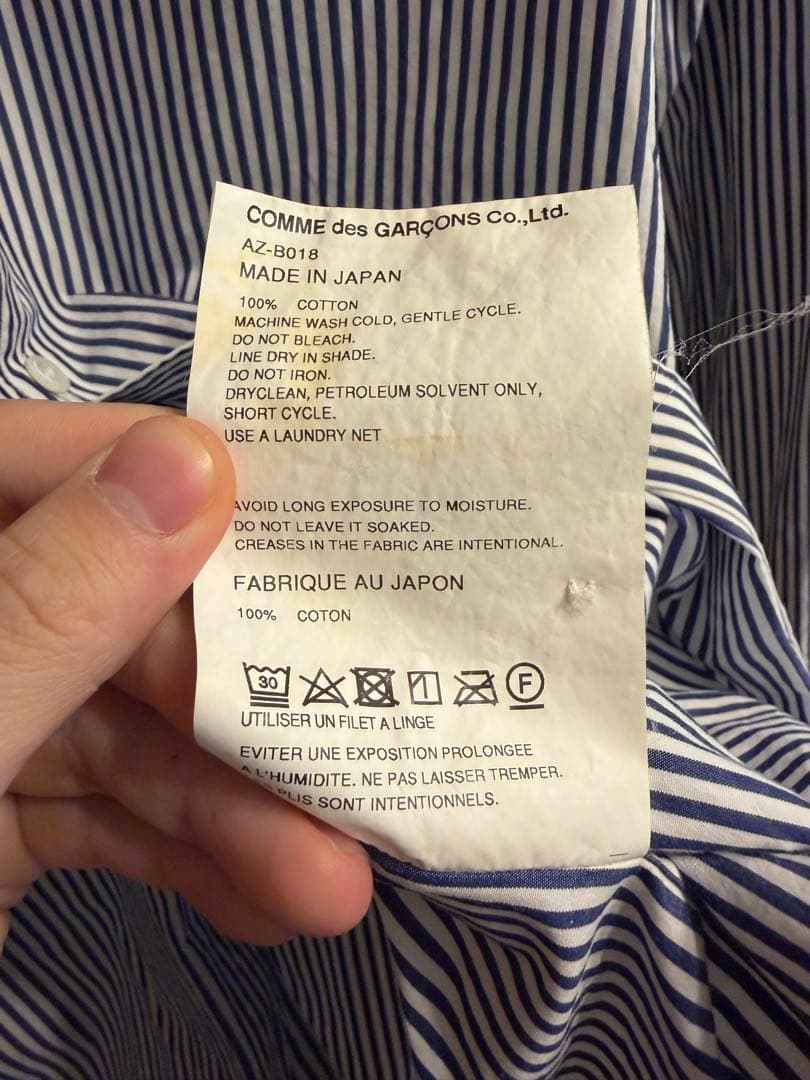 COMME des GARÇONS Co.,Ltd.
AZ-B018
MADE IN JAPAN
100% COTTON
MACHINE WASH COLD, GENTLE CYCLE.
DO NOT BLEACH.
LINE DRY IN SHADE.
DO NOT IRON.
DRYCLEAN, PETROLEUM SOLVENT ONLY,
SHORT CYCLE.
USE A LAUNDRY NET
AVOID LONG EXPOSURE TO MOISTURE.
DO NOT LEAVE IT SOAKED.
CREASES IN THE FABRIC ARE INTENTIONAL.
FABRIQUE AU JAPON
100% COTON
30 F
UTILISER UN FILET A LINGE
EVITER UNE EXPOSITION PROLONGEE
A L'HUMIDITE. NE PAS LAISSER TREMPER.
PLIS SONT INTENTIONNELS.